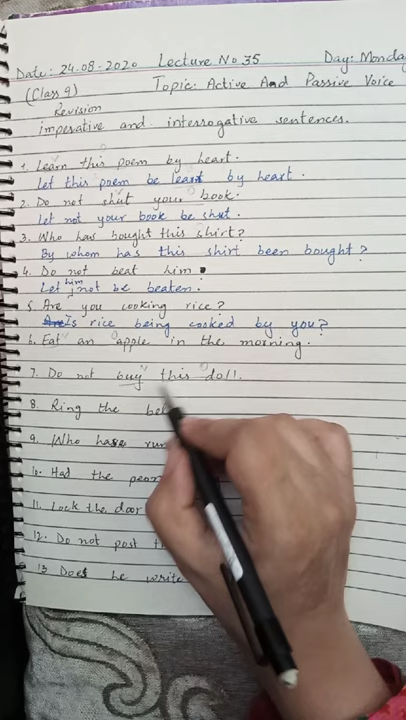 Date: 24.08.2020 Lecture No 35 Day: Monday
(Class 9) Topic: Active And Passive Voice
Revision
imperative and interrogative sentences.
1. Learn this poem by heart.
Let this poem be learnt by heart.
2. Do not shut your book.
Let not your book be shut.
3. Who has bought this shirt?
By whom has this shirt been bought?
4. Do not beat him.
Let him not be beaten.
5. Are you cooking rice?
Is rice being cooked by you?
6. Eat an apple in the morning.
7. Do not buy this doll.
8. Ring the
9. Who has
10. Had the
11. Lock the door
12. Do not post
13 Does he write